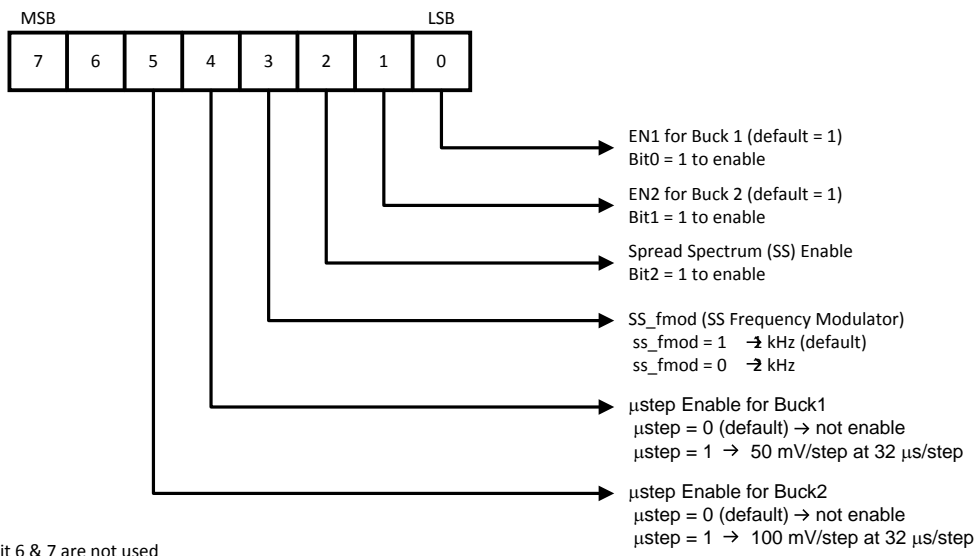 MSB LSB
7 6 5 4 3 2 1 0
EN1 for Buck 1 (default = 1)
Bit0 = 1 to enable
EN2 for Buck 2 (default = 1)
Bit1 = 1 to enable
Spread Spectrum (SS) Enable
Bit2 = 1 to enable
SS_fmod (SS Frequency Modulator)
ss_fmod = 1 → 1 kHz (default)
ss_fmod = 0 → 2 kHz
μstep Enable for Buck1
μstep = 0 (default) → not enable
μstep = 1 → 50 mV/step at 32 μs/step
μstep Enable for Buck2
μstep = 0 (default) → not enable
μstep = 1 → 100 mV/step at 32 μs/step
it 6 & 7 are not used